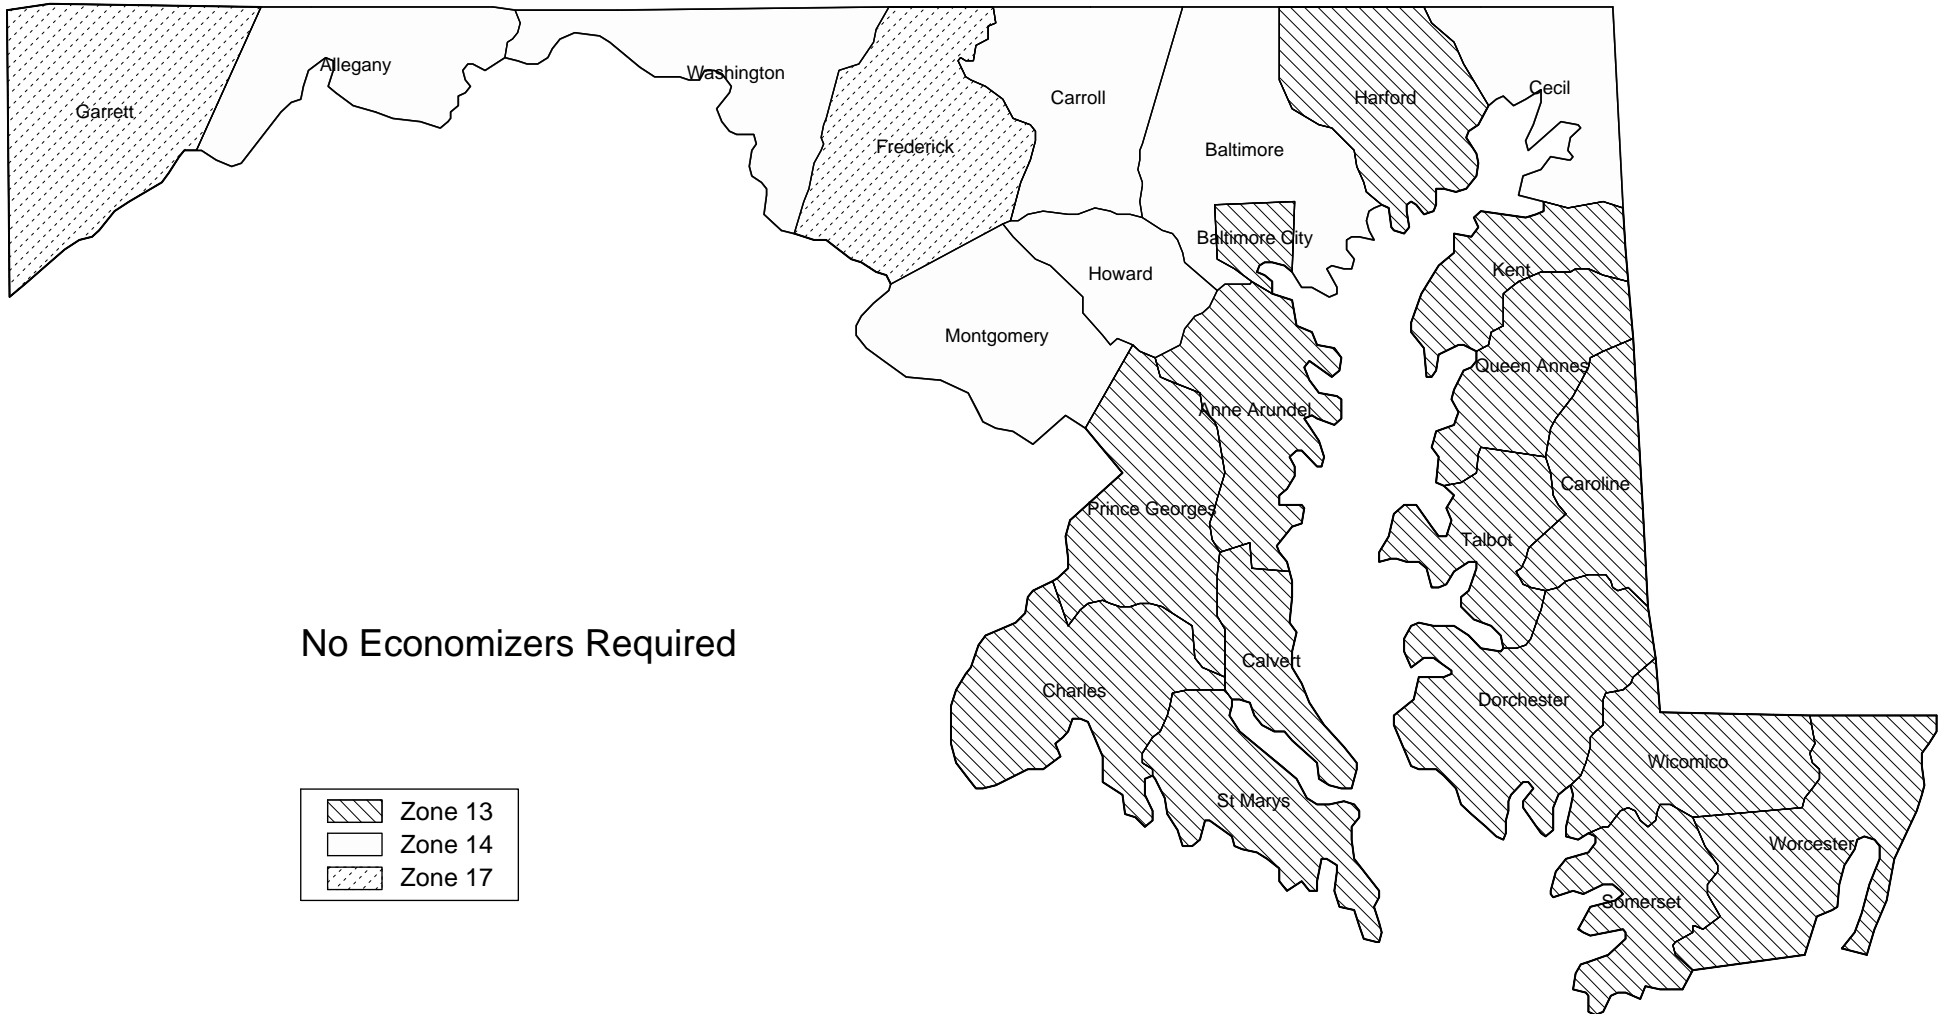 Allegany
Washington
Cecil
Garrett
Carroll
Harford
Frederick
Baltimore
Baltimore City
Howard
Kent
Montgomery
Queen Annes
Anne Arundel
Caroline
Prince Georges
Talbot
No Economizers Required
Calvert
Charles
Dorchester
Wicomico
St Marys
Worcester
Somerset
Zone 13
Zone 14
Zone 17